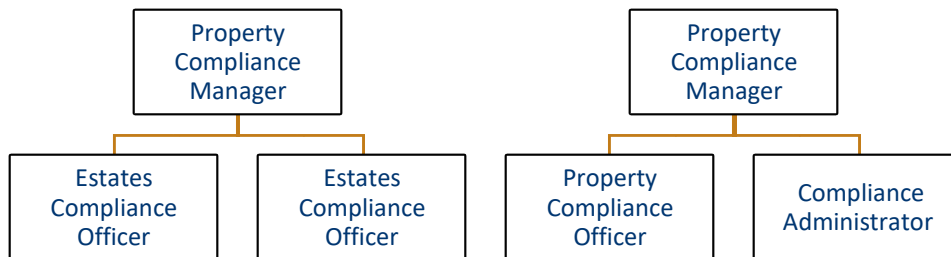 Property
Compliance
Manager
Property
Compliance
Manager
Estates
Compliance
Officer
Estates
Compliance
Officer
Property
Compliance
Officer
Compliance
Administrator